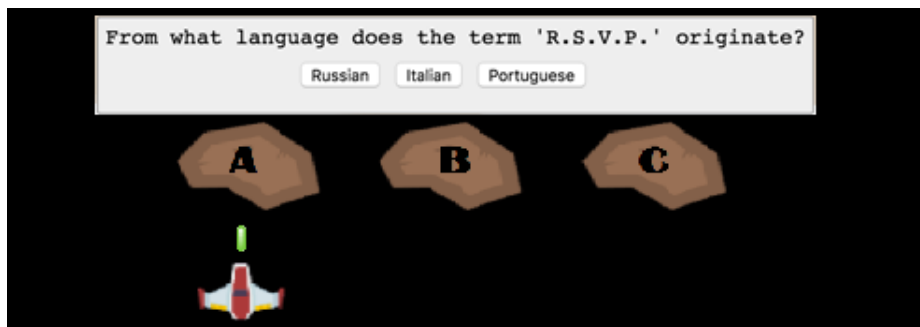 From what language does the term 'R.S.V.P.' originate?
Russian Italian Portuguese
A B C